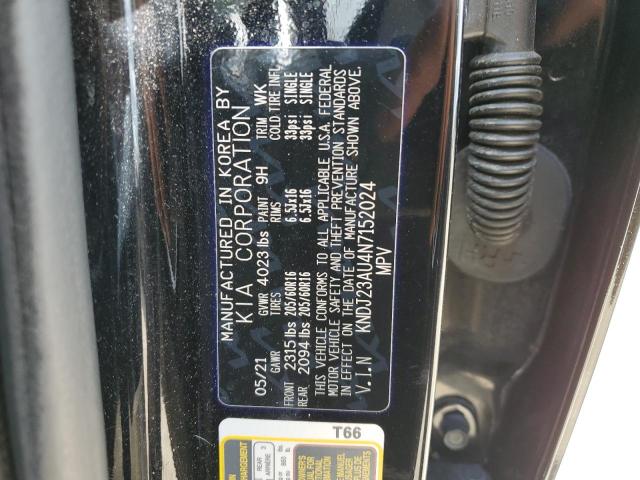 MANUFACTURED IN KOREA BY
KIA CORPORATION
05/21 GVWR 4023 lbs PAINT 9H TRIM WK
GAWR TIRES RIMS COLD TIRE INFL
FRONT 2315 lbs 205/60R16 6.5Jx16 33psi SINGLE
REAR 2094 lbs 205/60R16 6.5Jx16 33psi SINGLE
THIS VEHICLE CONFORMS TO ALL APPLICABLE U.S.A. FEDERAL
MOTOR VEHICLE SAFETY AND THEFT PREVENTION STANDARDS
IN EFFECT ON THE DATE OF MANUFACTURE SHOWN ABOVE.
V.I.N KNDJ23AU4N7152024
MPV
T66
REAR
ARRIÈRE
3